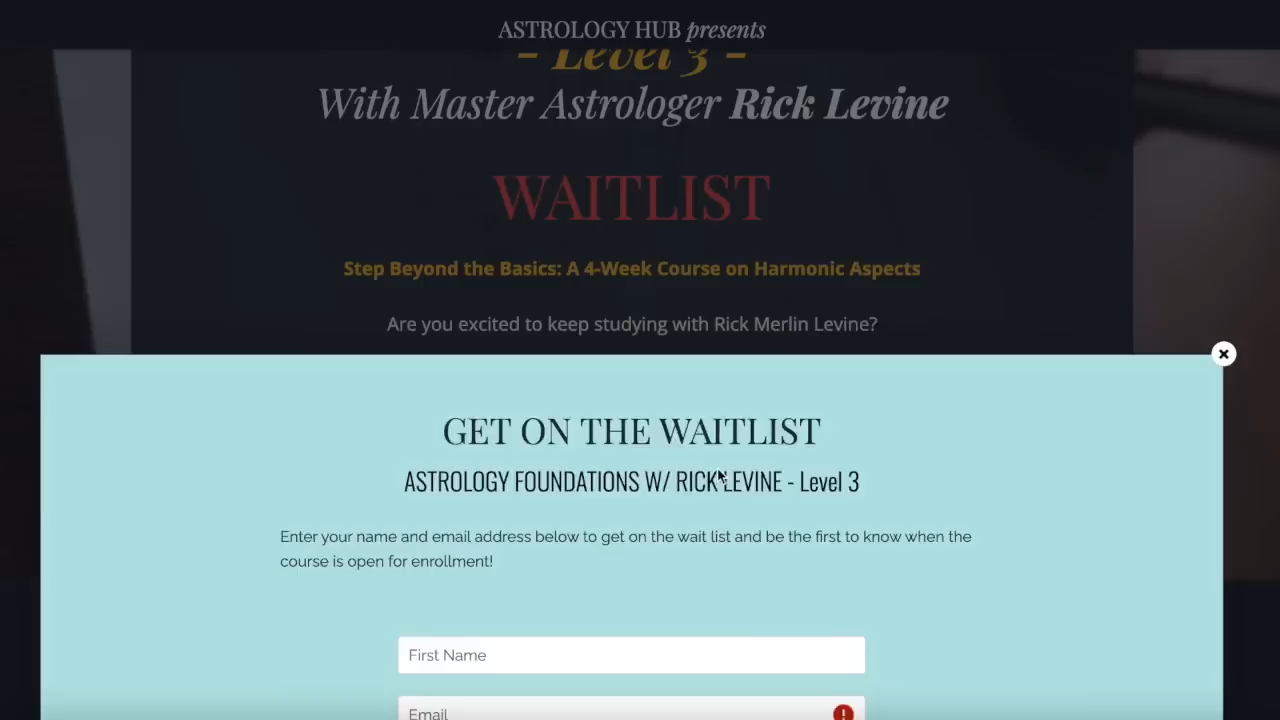 ASTROLOGY HUB presents
- Level 3 -
With Master Astrologer Rick Levine
WAITLIST
Step Beyond the Basics: A 4-Week Course on Harmonic Aspects
Are you excited to keep studying with Rick Merlin Levine?
GET ON THE WAITLIST
ASTROLOGY FOUNDATIONS W/ RICK LEVINE - Level 3
Enter your name and email address below to get on the wait list and be the first to know when the
course is open for enrollment!
First Name
Email